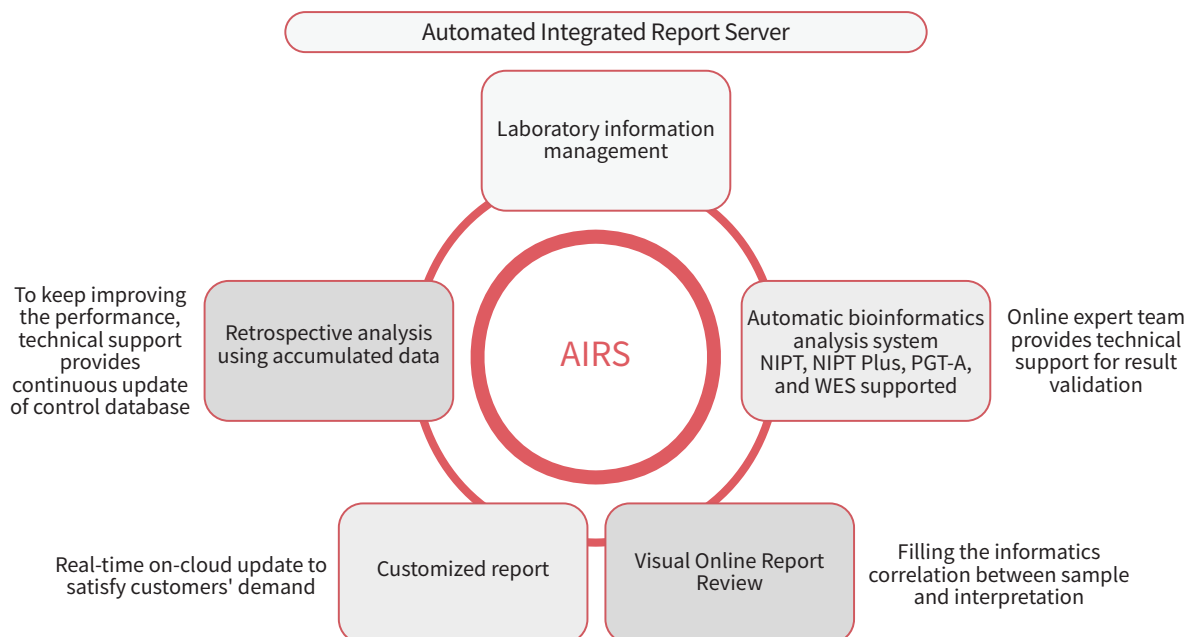 Automated Integrated Report Server
Laboratory information
management
To keep improving
the performance,
technical support
provides
continuous update
of control database
Retrospective analysis
using accumulated data
AIRS
Automatic bioinformatics
analysis system
NIPT, NIPT Plus, PGT-A,
and WES supported
Online expert team
provides technical
support for result
validation
Real-time on-cloud update to
satisfy customers' demand
Customized report
Visual Online Report
Review
Filling the informatics
correlation between sample
and interpretation